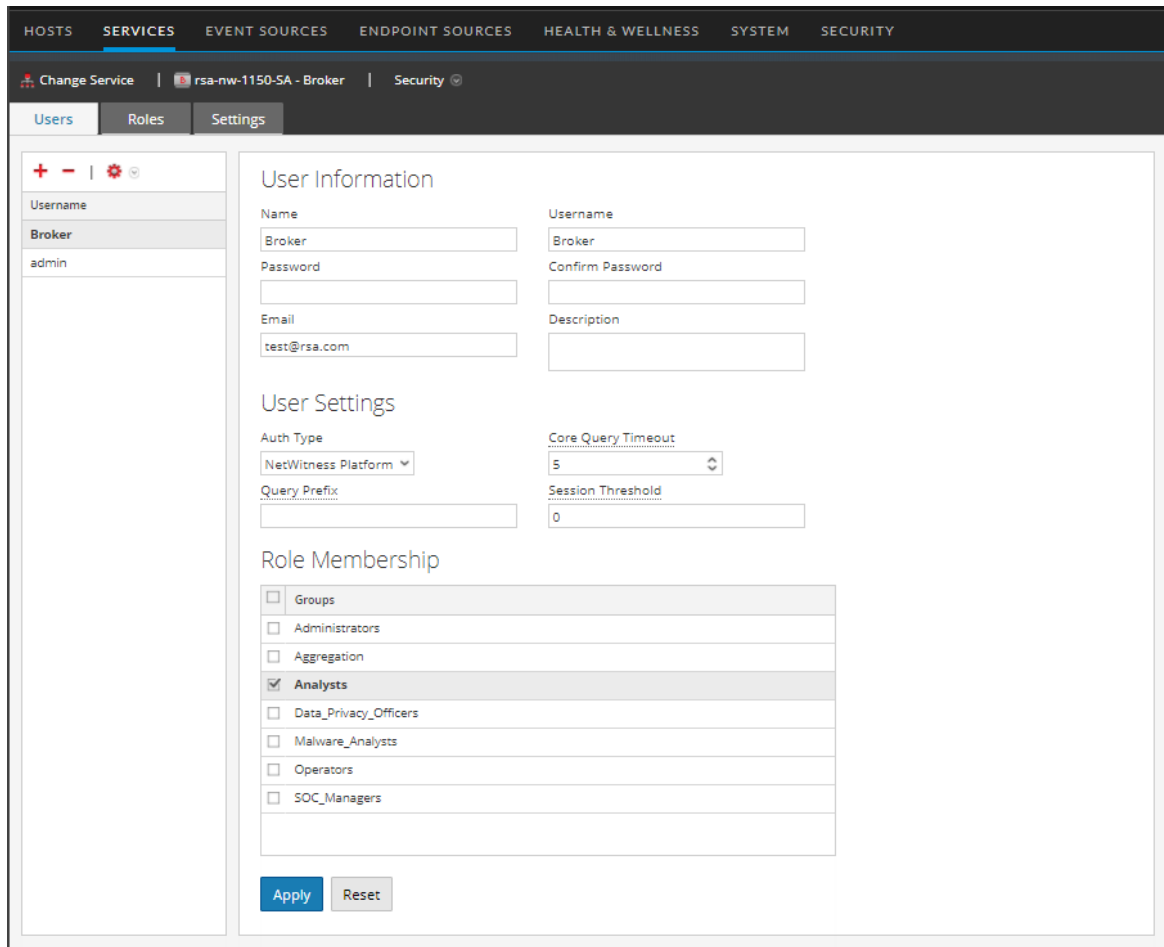 HOSTS SERVICES EVENT SOURCES ENDPOINT SOURCES HEALTH & WELLNESS SYSTEM SECURITY
Change Service | rsa-nw-1150-SA - Broker | Security
Users Roles Settings
Username
Broker
admin
User Information
Name Username
Broker Broker
Password Confirm Password
Email Description
test@rsa.com
User Settings
Auth Type Core Query Timeout
NetWitness Platform 5
Query Prefix Session Threshold
0
Role Membership
Groups
Administrators
Aggregation
Analysts
Data_Privacy_Officers
Malware_Analysts
Operators
SOC_Managers
Apply Reset